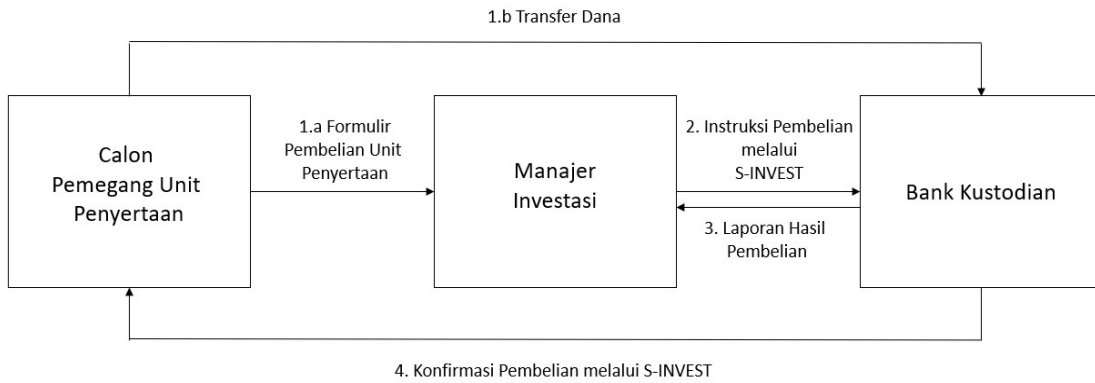 1.b Transfer Dana
Calon
Pemegang Unit
Penyertaan
1.a Formulir
Pembelian Unit
Penyertaan
Manajer
Investasi
2. Instruksi Pembelian
melalui
S-INVEST
3. Laporan Hasil
Pembelian
Bank Kustodian
4. Konfirmasi Pembelian melalui S-INVEST